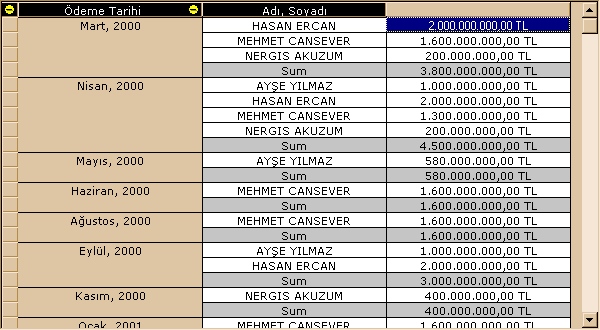 Ödeme Tarihi Adı, Soyadı
Mart, 2000 HASAN ERCAN 2.000.000.000,00 TL
MEHMET CANSEVER 1.600.000.000,00 TL
NERGIS AKUZUM 200.000.000,00 TL
Sum 3.800.000.000,00 TL
Nisan, 2000 AYŞE YILMAZ 1.000.000.000,00 TL
HASAN ERCAN 2.000.000.000,00 TL
MEHMET CANSEVER 1.300.000.000,00 TL
NERGIS AKUZUM 200.000.000,00 TL
Sum 4.500.000.000,00 TL
Mayıs, 2000 AYŞE YILMAZ 580.000.000,00 TL
Sum 580.000.000,00 TL
Haziran, 2000 MEHMET CANSEVER 1.600.000.000,00 TL
Sum 1.600.000.000,00 TL
Ağustos, 2000 MEHMET CANSEVER 1.600.000.000,00 TL
Sum 1.600.000.000,00 TL
Eylül, 2000 AYŞE YILMAZ 1.000.000.000,00 TL
HASAN ERCAN 2.000.000.000,00 TL
Sum 3.000.000.000,00 TL
Kasım, 2000 NERGIS AKUZUM 400.000.000,00 TL
Sum 400.000.000,00 TL
Ocak, 2001 MEHMET CANSEVER 1.600.000.000,00 TL